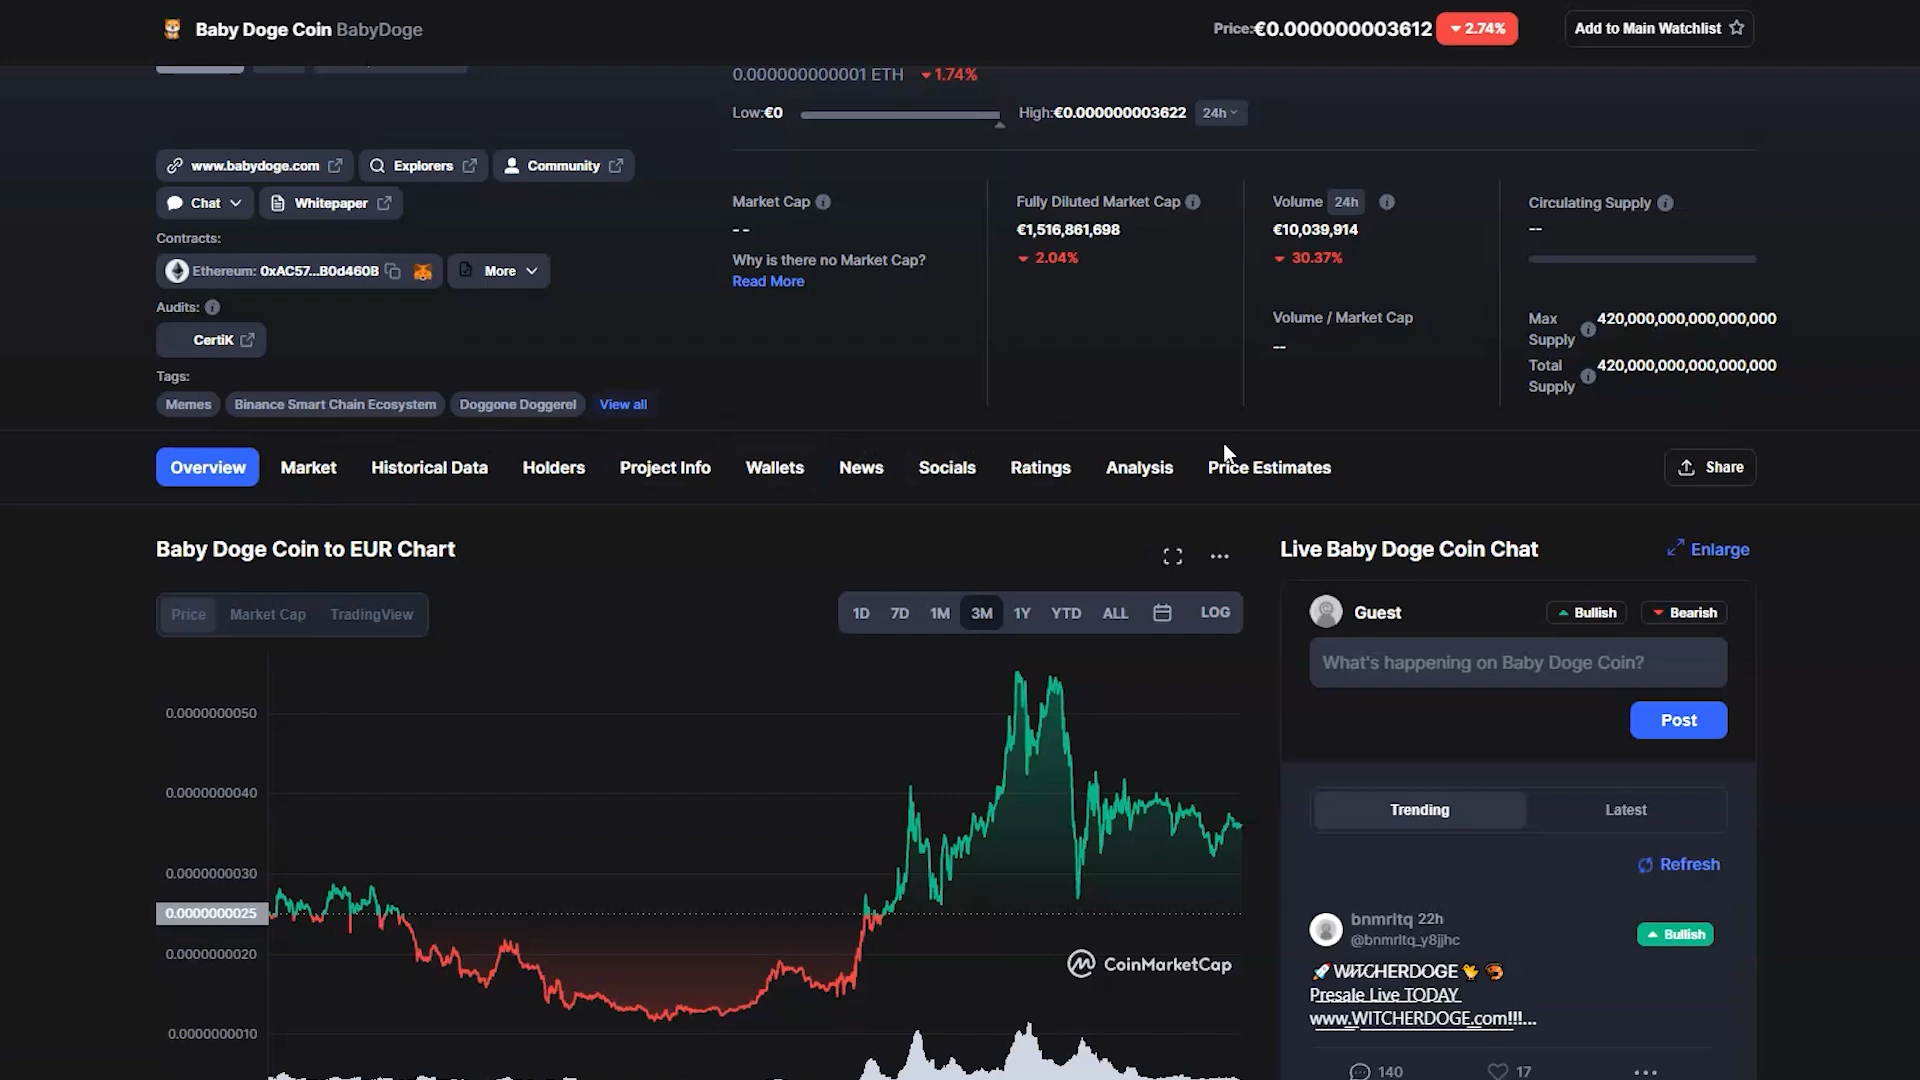 Baby Doge Coin BabyDoge
Price:€0.000000003612 2.74%
Add to Main Watchlist
0.000000000001 ETH 1.74%
Low:€0 High:€0.000000003622 24h
www.babydoge.com Explorers Community
Chat Whitepaper
Contracts:
Ethereum: 0xAC57...B0d460B More
Audits:
CertiK
Tags:
Memes Binance Smart Chain Ecosystem Doggone Doggerel View all
Market Cap
- -
Why is there no Market Cap?
Read More
Fully Diluted Market Cap
€1,516,861,698
2.04%
Volume 24h
€10,039,914
30.37%
Volume / Market Cap
--
Circulating Supply
--
Max Supply 420,000,000,000,000,000
Total Supply 420,000,000,000,000,000
Overview Market Historical Data Holders Project Info Wallets News Socials Ratings Analysis Price Estimates Share
Baby Doge Coin to EUR Chart
Price Market Cap TradingView
1D 7D 1M 3M 1Y YTD ALL LOG
0.0000000050
0.0000000040
0.0000000030
0.0000000025
0.0000000020
0.0000000010
CoinMarketCap
Live Baby Doge Coin Chat Enlarge
Guest Bullish Bearish
What's happening on Baby Doge Coin?
Post
Trending Latest
Refresh
bnmrltq 22h
@bnmrltq_y8jjhc
Bullish
🚀WITCHERDOGE🐤 🦐
Presale Live TODAY
www.WITCHERDOGE.com!!!...
140 17